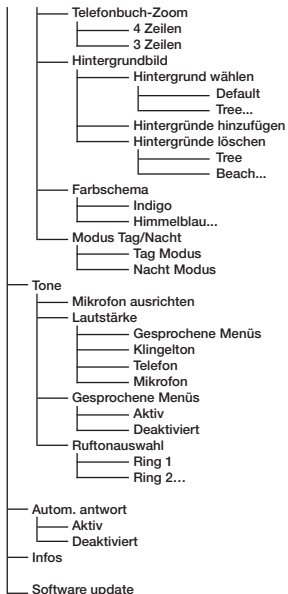 Telefonbuch-Zoom
4 Zeilen
3 Zeilen
Hintergrundbild
Hintergrund wählen
Default
Tree...
Hintergründe hinzufügen
Hintergründe löschen
Tree
Beach...
Farbschema
Indigo
Himmelblau...
Modus Tag/Nacht
Tag Modus
Nacht Modus
Tone
Mikrofon ausrichten
Lautstärke
Gesprochene Menüs
Klingelton
Telefon
Mikrofon
Gesprochene Menüs
Aktiv
Deaktiviert
Ruftonauswahl
Ring 1
Ring 2...
Autom. antwort
Aktiv
Deaktiviert
Infos
Software update